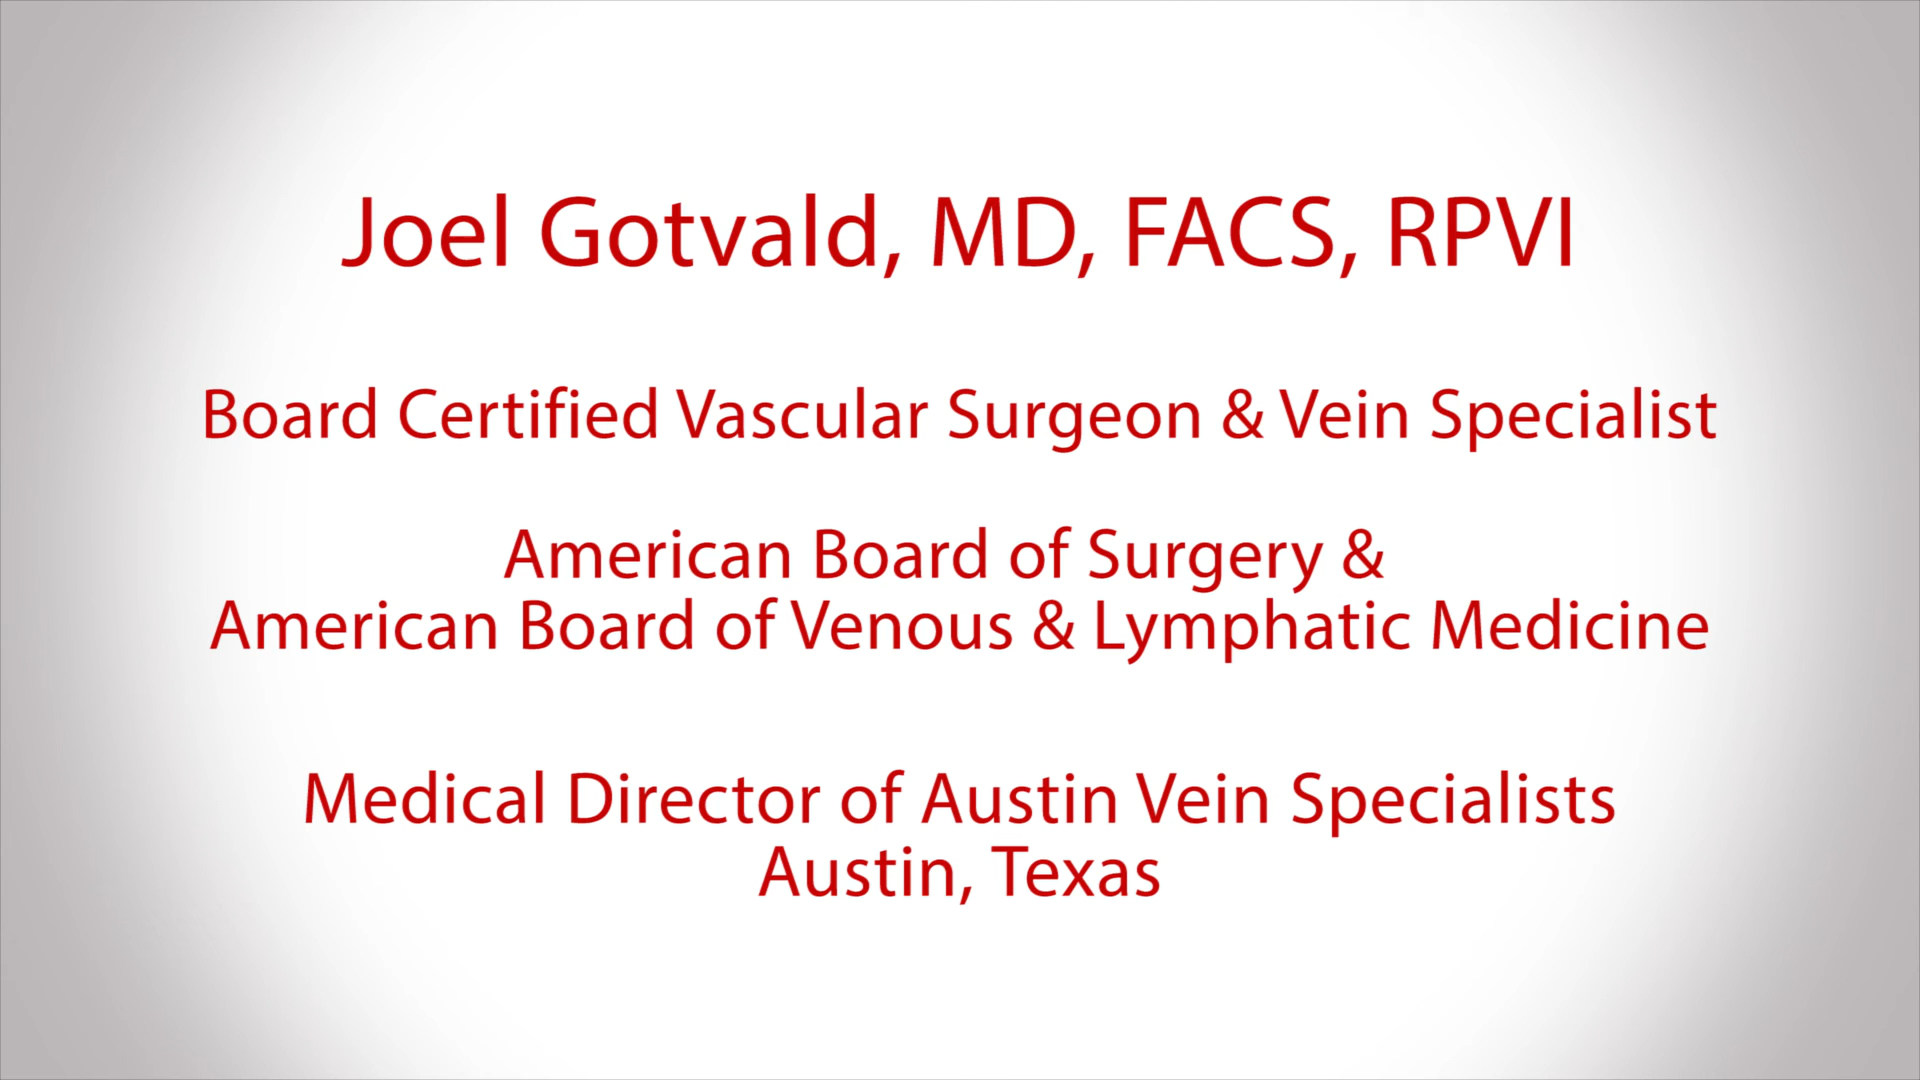 Joel Gotvald, MD, FACS, RPVI
Board Certified Vascular Surgeon & Vein Specialist
American Board of Surgery &
American Board of Venous & Lymphatic Medicine
Medical Director of Austin Vein Specialists
Austin, Texas